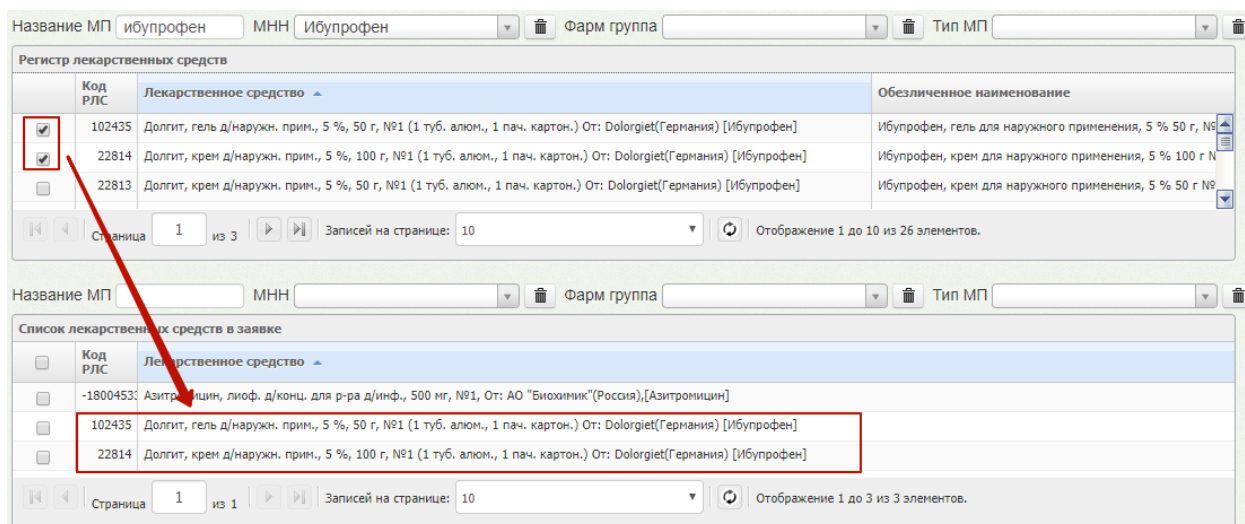 Название МП ибупрофен МНН Ибупрофен Фарм группа Тип МП
Регистр лекарственных средств
Код РЛС Лекарственное средство Обезличенное наименование
102435 Долгит, гель д/наружн. прим., 5 %, 50 г, №1 (1 туб. алюм., 1 пач. картон.) От: Dolorgiet(Германия) [Ибупрофен] Ибупрофен, гель для наружного применения, 5 % 50 г, №
22814 Долгит, крем д/наружн. прим., 5 %, 100 г, №1 (1 туб. алюм., 1 пач. картон.) От: Dolorgiet(Германия) [Ибупрофен] Ибупрофен, крем для наружного применения, 5 % 100 г N
22813 Долгит, крем д/наружн. прим., 5 %, 50 г, №1 (1 туб. алюм., 1 пач. картон.) От: Dolorgiet(Германия) [Ибупрофен] Ибупрофен, крем для наружного применения, 5 % 50 г №
Страница 1 из 3 Записей на странице: 10 Отображение 1 до 10 из 26 элементов.
Название МП МНН Фарм группа Тип МП
Список лекарственных средств в заявке
Код РЛС Лекарственное средство
-1800453 Азитромицин, лиоф. д/конц. для р-ра д/инф., 500 мг, №1, От: АО "Биохимик"(Россия),[Азитромицин]
102435 Долгит, гель д/наружн. прим., 5 %, 50 г, №1 (1 туб. алюм., 1 пач. картон.) От: Dolorgiet(Германия) [Ибупрофен]
22814 Долгит, крем д/наружн. прим., 5 %, 100 г, №1 (1 туб. алюм., 1 пач. картон.) От: Dolorgiet(Германия) [Ибупрофен]
Страница 1 из 1 Записей на странице: 10 Отображение 1 до 3 из 3 элементов.